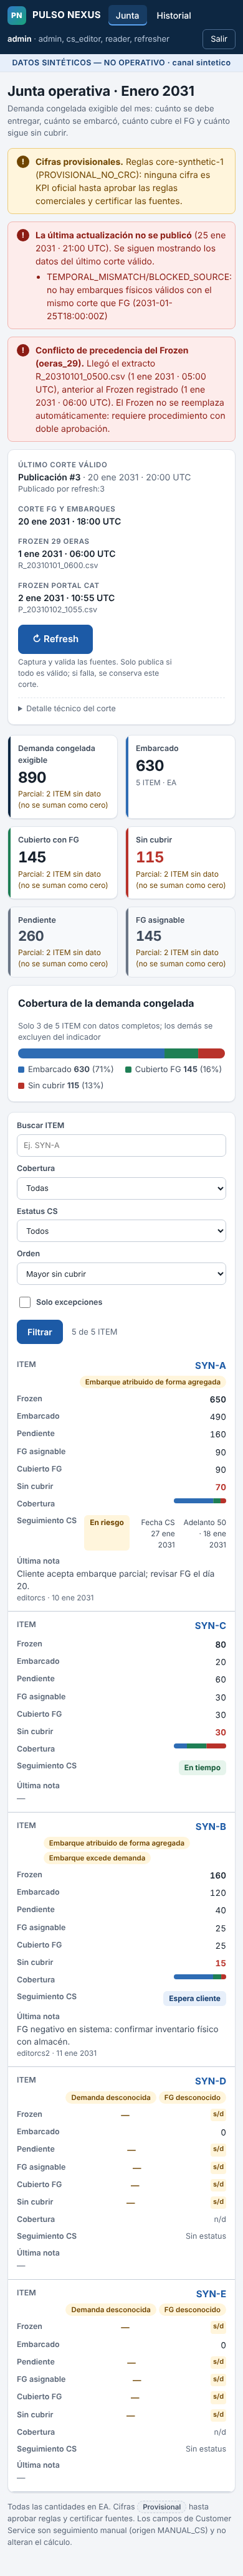 PN PULSO NEXUS Junta Historial
admin · admin, cs_editor, reader, refresher Salir
DATOS SINTÉTICOS — NO OPERATIVO · canal sintetico
Junta operativa · Enero 2031
Demanda congelada exigible del mes: cuánto se debe
entregar, cuánto se embarcó, cuánto cubre el FG y cuánto
sigue sin cubrir.
! Cifras provisionales. Reglas core-synthetic-1
(PROVISIONAL_NO_CRC): ninguna cifra es
KPI oficial hasta aprobar las reglas
comerciales y certificar las fuentes.
! La última actualización no se publicó (25 ene
2031 · 21:00 UTC). Se siguen mostrando los
datos del último corte válido.
• TEMPORAL_MISMATCH/BLOCKED_SOURCE:
no hay embarques físicos válidos con el
mismo corte que FG (2031-01-
25T18:00:00Z)
! Conflicto de precedencia del Frozen
(oeras_29). Llegó el extracto
R_20310101_0500.csv (1 ene 2031 · 05:00
UTC), anterior al Frozen registrado (1 ene
2031 · 06:00 UTC). El Frozen no se reemplaza
automáticamente: requiere procedimiento con
doble aprobación.
ÚLTIMO CORTE VÁLIDO
Publicación #3 · 20 ene 2031 · 20:00 UTC
Publicado por refresh:3
CORTE FG Y EMBARQUES
20 ene 2031 · 18:00 UTC
FROZEN 29 OERAS
1 ene 2031 · 06:00 UTC
R_20310101_0600.csv
FROZEN PORTAL CAT
2 ene 2031 · 10:55 UTC
P_20310102_1055.csv
↻ Refresh
Captura y valida las fuentes. Solo publica si
todo es válido; si falla, se conserva este
corte.
▶ Detalle técnico del corte
Demanda congelada
exigible
890
Parcial: 2 ITEM sin dato
(no se suman como cero)
Embarcado
630
5 ITEM · EA
Cubierto con FG
145
Parcial: 2 ITEM sin dato
(no se suman como cero)
Sin cubrir
115
Parcial: 2 ITEM sin dato
(no se suman como cero)
Pendiente
260
Parcial: 2 ITEM sin dato
(no se suman como cero)
FG asignable
145
Parcial: 2 ITEM sin dato
(no se suman como cero)
Cobertura de la demanda congelada
Solo 3 de 5 ITEM con datos completos; los demás se
excluyen del indicador
Embarcado 630 (71%) Cubierto FG 145 (16%)
Sin cubrir 115 (13%)
Buscar ITEM
Ej. SYN-A
Cobertura
Todas
Estatus CS
Todos
Orden
Mayor sin cubrir
Solo excepciones
Filtrar 5 de 5 ITEM
ITEM SYN-A
Embarque atribuido de forma agregada
Frozen 650
Embarcado 490
Pendiente 160
FG asignable 90
Cubierto FG 90
Sin cubrir 70
Cobertura
Seguimiento CS En riesgo Fecha CS Adelanto 50
27 ene · 18 ene
2031 2031
Última nota
Cliente acepta embarque parcial; revisar FG el día
20.
editorcs · 10 ene 2031
ITEM SYN-C
Frozen 80
Embarcado 20
Pendiente 60
FG asignable 30
Cubierto FG 30
Sin cubrir 30
Cobertura
Seguimiento CS En tiempo
Última nota
—
ITEM SYN-B
Embarque atribuido de forma agregada
Embarque excede demanda
Frozen 160
Embarcado 120
Pendiente 40
FG asignable 25
Cubierto FG 25
Sin cubrir 15
Cobertura
Seguimiento CS Espera cliente
Última nota
FG negativo en sistema: confirmar inventario físico
con almacén.
editorcs2 · 11 ene 2031
ITEM SYN-D
Demanda desconocida FG desconocido
Frozen — s/d
Embarcado 0
Pendiente — s/d
FG asignable — s/d
Cubierto FG — s/d
Sin cubrir — s/d
Cobertura n/d
Seguimiento CS Sin estatus
Última nota
—
ITEM SYN-E
Demanda desconocida FG desconocido
Frozen — s/d
Embarcado 0
Pendiente — s/d
FG asignable — s/d
Cubierto FG — s/d
Sin cubrir — s/d
Cobertura n/d
Seguimiento CS Sin estatus
Última nota
—
Todas las cantidades en EA. Cifras Provisional hasta
aprobar reglas y certificar fuentes. Los campos de Customer
Service son seguimiento manual (origen MANUAL_CS) y no
alteran el cálculo.